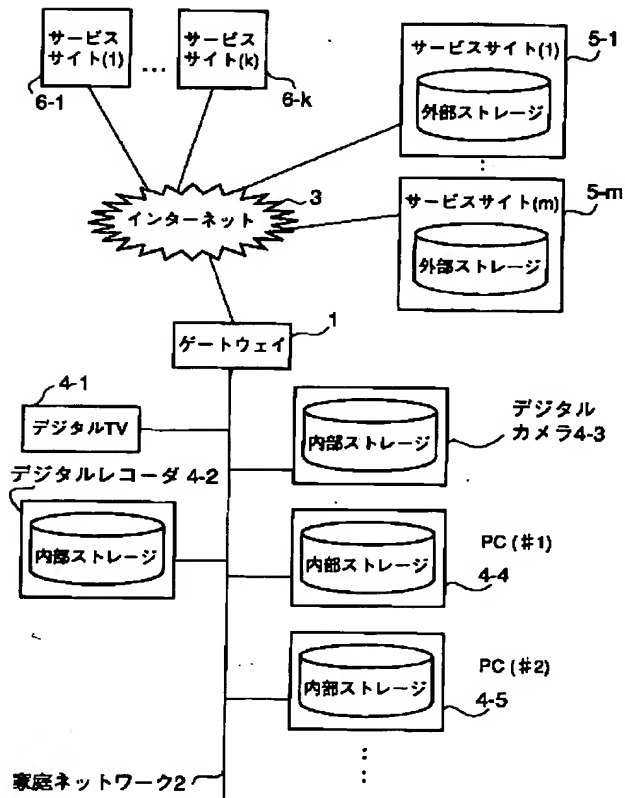 サービス
サイト(1)
6-1
...
サービス
サイト(k)
6-k
サービスサイト(1)
5-1
外部ストレージ
サービスサイト(m)
5-m
外部ストレージ
3
インターネット
1
ゲートウェイ
4-1
デジタルTV
内部ストレージ
デジタル
カメラ4-3
デジタルレコーダ 4-2
内部ストレージ
内部ストレージ
PC (#1)
4-4
内部ストレージ
PC (#2)
4-5
家庭ネットワーク2